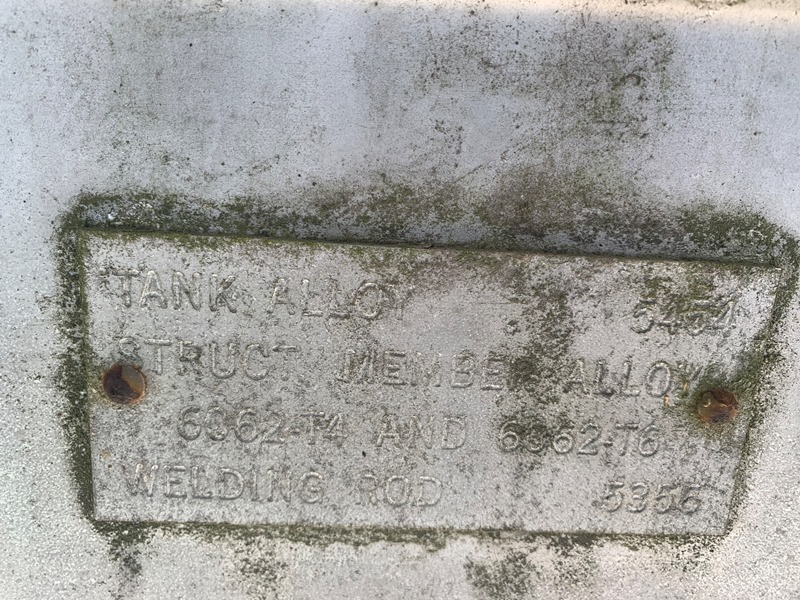 TANK ALLOY 5454
STRUCT MEMBER ALLOY
6062-T4 AND 6062-T6
WELDING ROD 5356